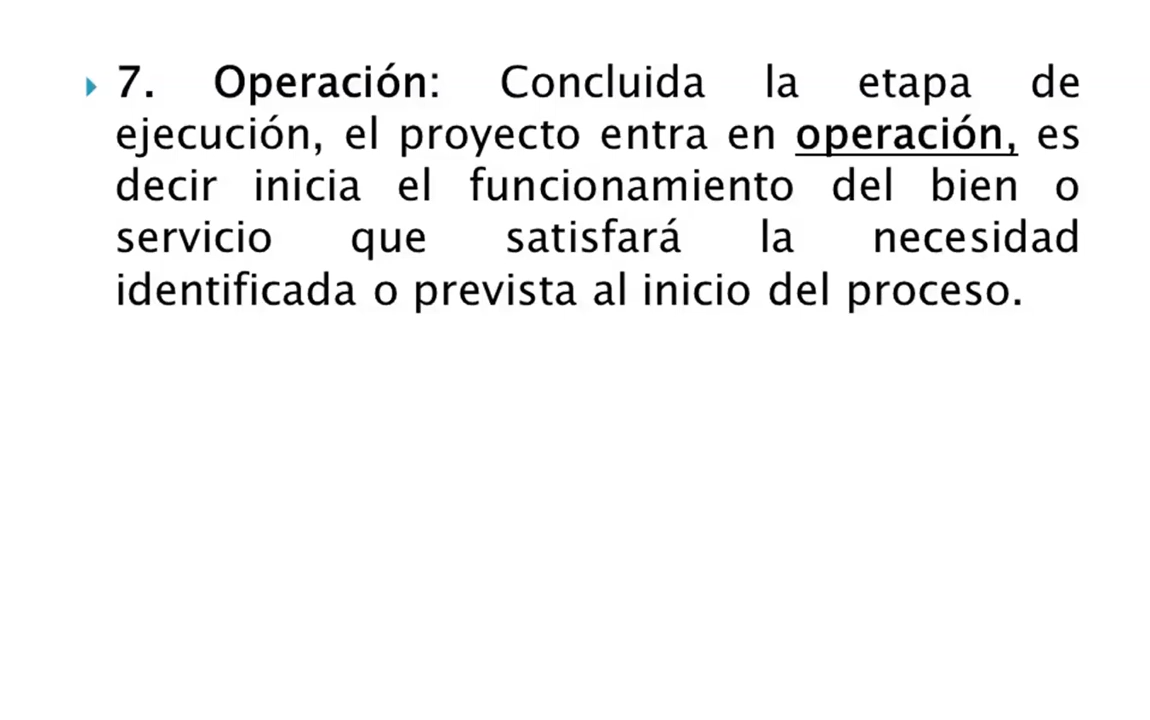 7. Operación: Concluida la etapa de
ejecución, el proyecto entra en operación, es
decir inicia el funcionamiento del bien o
servicio que satisfará la necesidad
identificada o prevista al inicio del proceso.